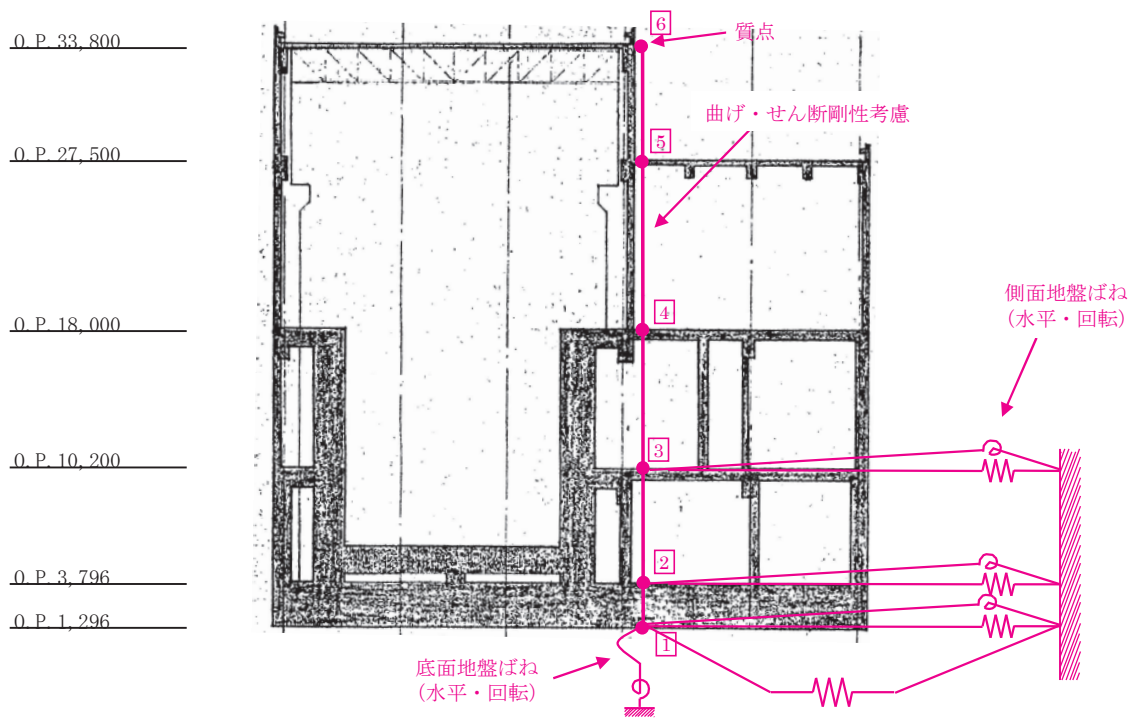 6
O.P.33,800
質点
曲げ・せん断剛性考慮
5
O.P.27,500
側面地盤ばね
(水平・回転)
4
O.P.18,000
3
O.P.10,200
2
O.P.3,796
O.P.1,296
1
底面地盤ばね
(水平・回転)